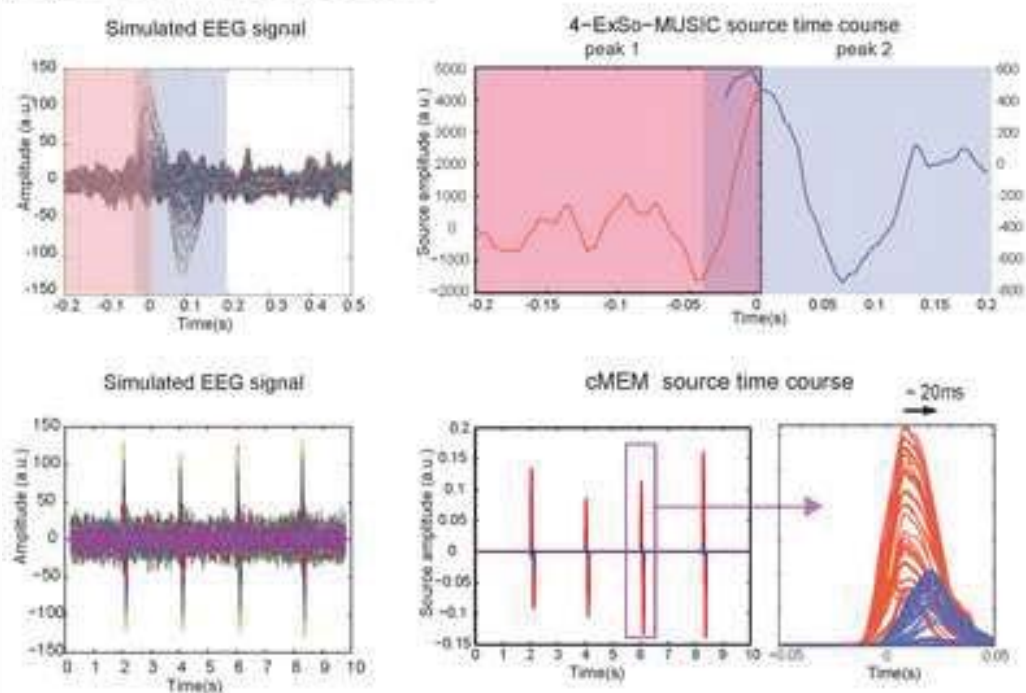 Simulated EEG signal
150
100
50
0
−50
−100
−150
-0.2 -0.1 0 0.1 0.2 0.3 0.4 0.5
Amplitude (a.u.)
Time(s)
4−ExSo−MUSIC source time course
peak 1 peak 2
5000
4000
2000
1000
0
−1000
−2000
600
400
200
0
-200
-400
600
800
-0.2 -0.15 -0.1 -0.05 0 0.05 0.1 0.15 0.2
Source amplitude (a.u.)
Time(s)
Simulated EEG signal
150
100
50
0
−50
−100
−150
0 1 2 3 4 5 6 7 8 9 10
Amplitude (a.u.)
Time(s)
cMEM source time course
0.2
0.15
0.10
0.05
0
−0.05
−0.1
−0.15
0 1 2 3 4 5 6 7 8 9 10
Source amplitude (a.u.)
Time(s)
~ 20ms
−0.05 0 0.05
Time(s)